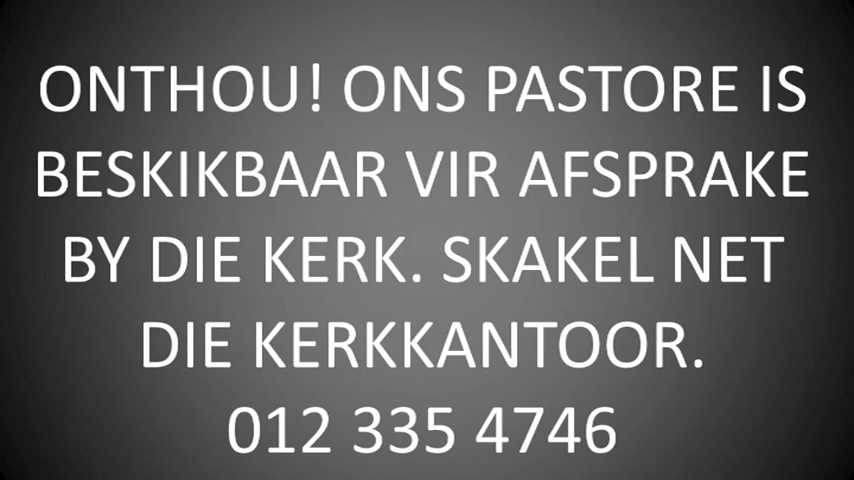 ONTHOU! ONS PASTORE IS
BESKIKBAAR VIR AFSPRAKE
BY DIE KERK. SKAKEL NET
DIE KERKKANTOOR.
012 335 4746